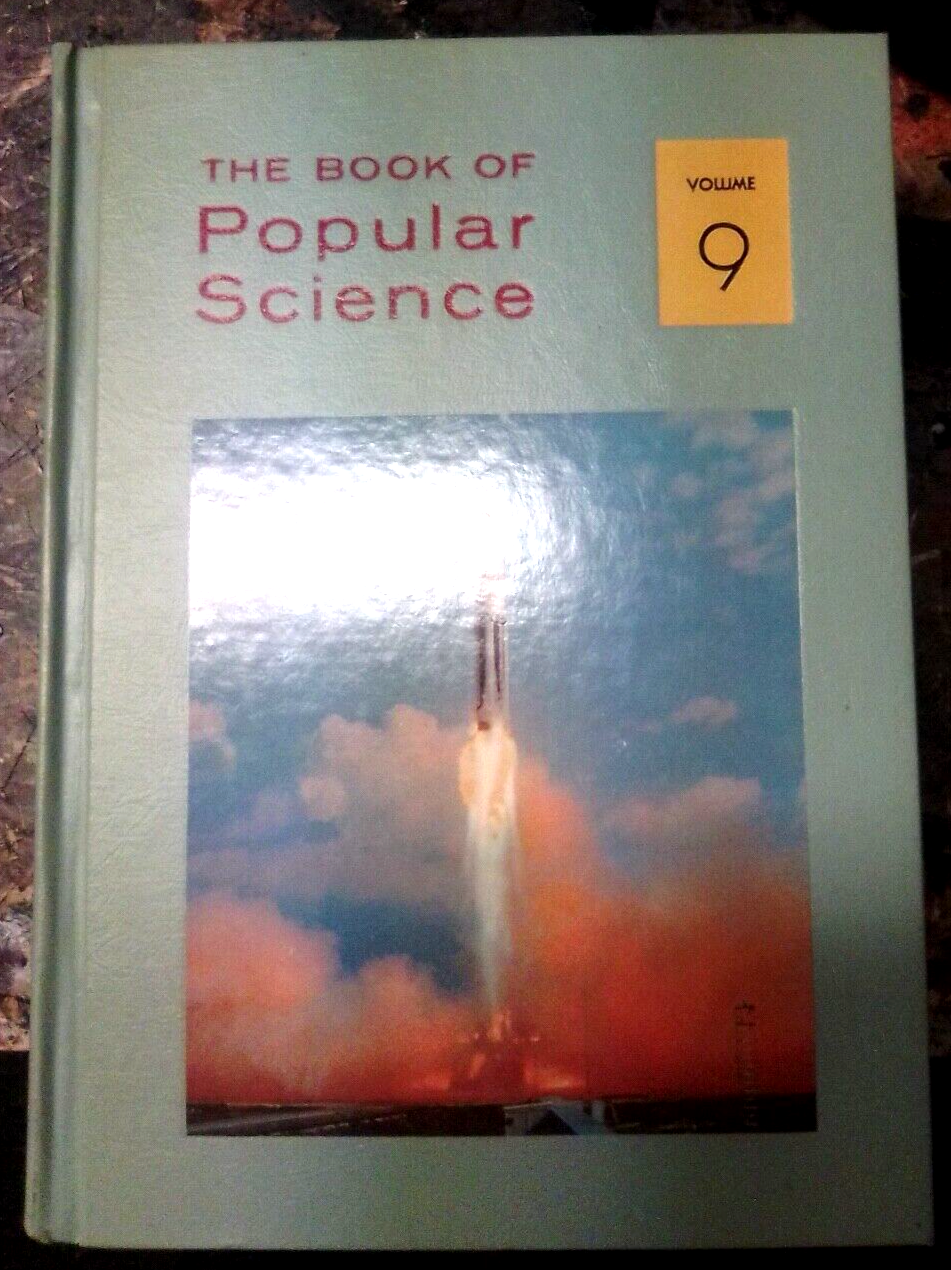 THE BOOK OF
Popular
Science
VOLUME
9